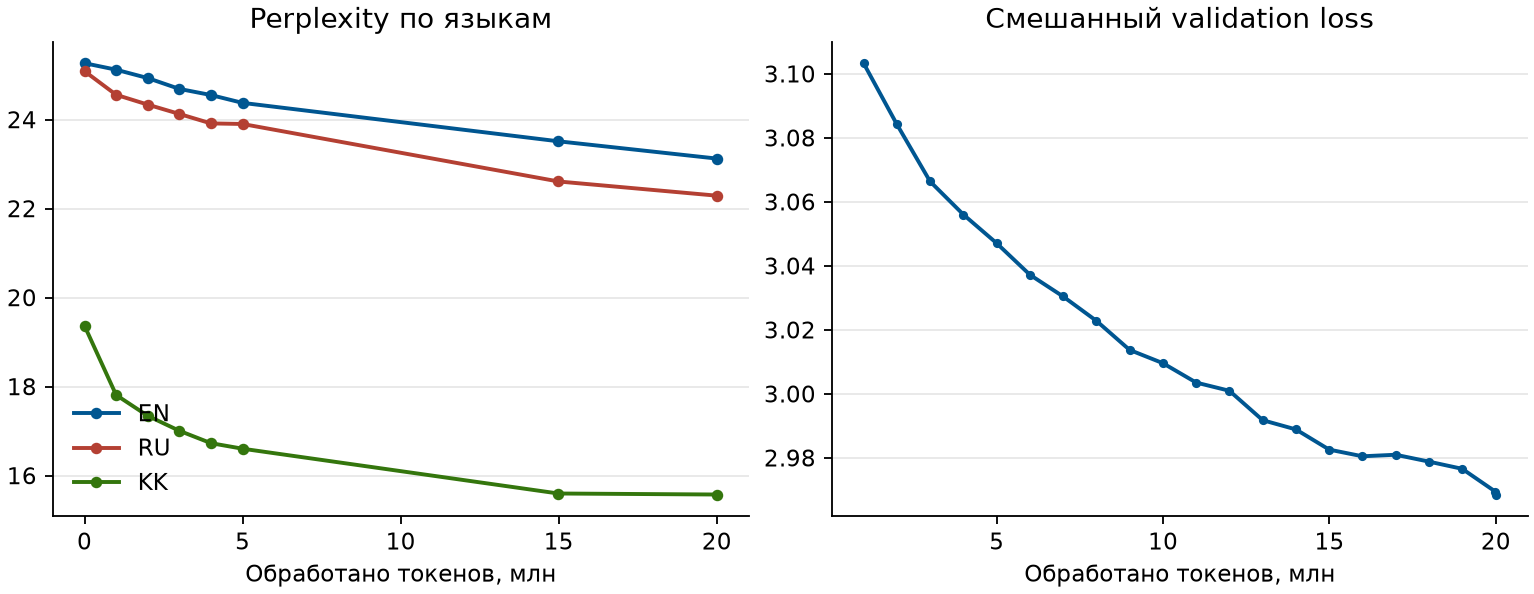 Perplexity по языкам
24
22
20
18
16
EN
RU
KK
0 5 10 15 20
Обработано токенов, млн
Смешанный validation loss
3.10
3.08
3.06
3.04
3.02
3.00
2.98
5 10 15 20
Обработано токенов, млн